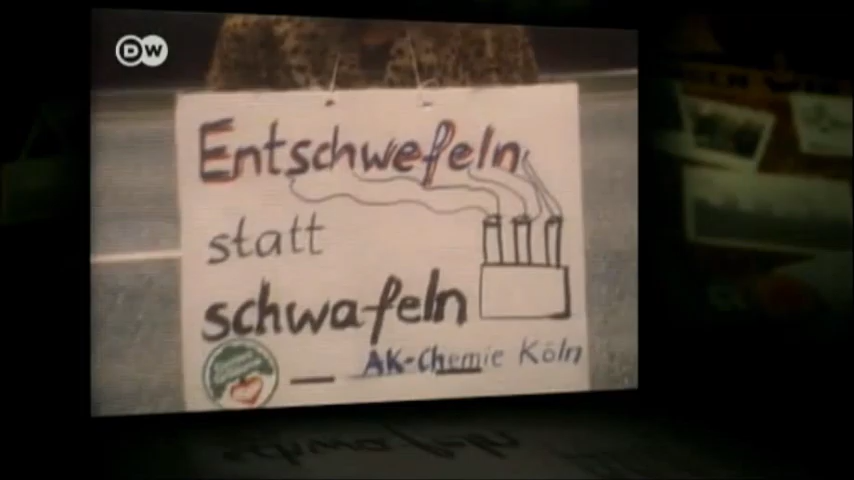 DW
Entschwefeln
statt
schwafeln
AK-Chemie Köln